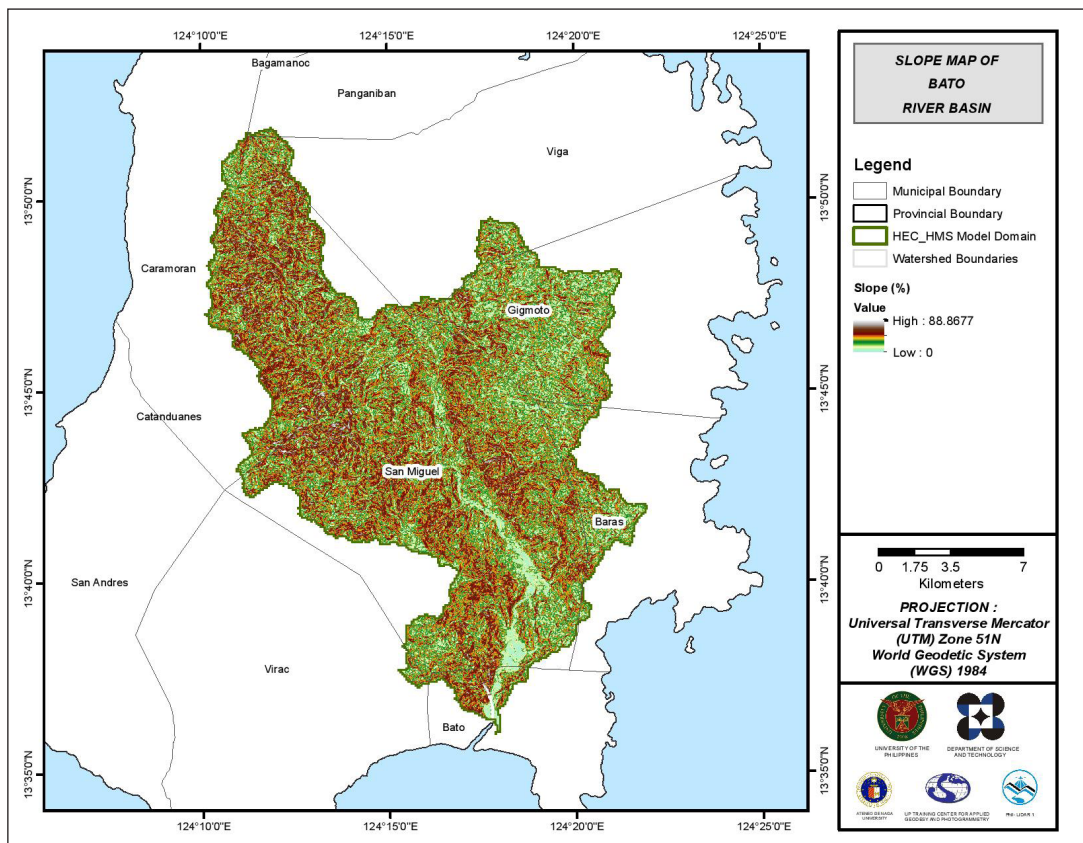 124°10'0"E 124°15'0"E 124°20'0"E 124°25'0"E
Bagamanoc
Panganiban
Viga
13°50'0"N 13°50'0"N
Caramoran
Gigmoto
13°45'0"N 13°45'0"N
Catanduanes
San Miguel
Baras
13°40'0"N 13°40'0"N
San Andres
Virac
Bato
13°35'0"N 13°35'0"N
124°10'0"E 124°15'0"E 124°20'0"E 124°25'0"E
SLOPE MAP OF
BATO
RIVER BASIN
Legend
Municipal Boundary
Provincial Boundary
HEC_HMS Model Domain
Watershed Boundaries
Slope (%)
Value
High : 88.8677
Low : 0
0 1.75 3.5 7
Kilometers
PROJECTION :
Universal Transverse Mercator
(UTM) Zone 51N
World Geodetic System
(WGS) 1984
UNIVERSITY OF THE
PHILIPPINES
DEPARTMENT OF SCIENCE
AND TECHNOLOGY
ATENEO DE NAGA
UNIVERSITY
UP TRAINING CENTER FOR APPLIED
GEODESY AND PHOTOGRAMMETRY
PHIL-LIDAR 1